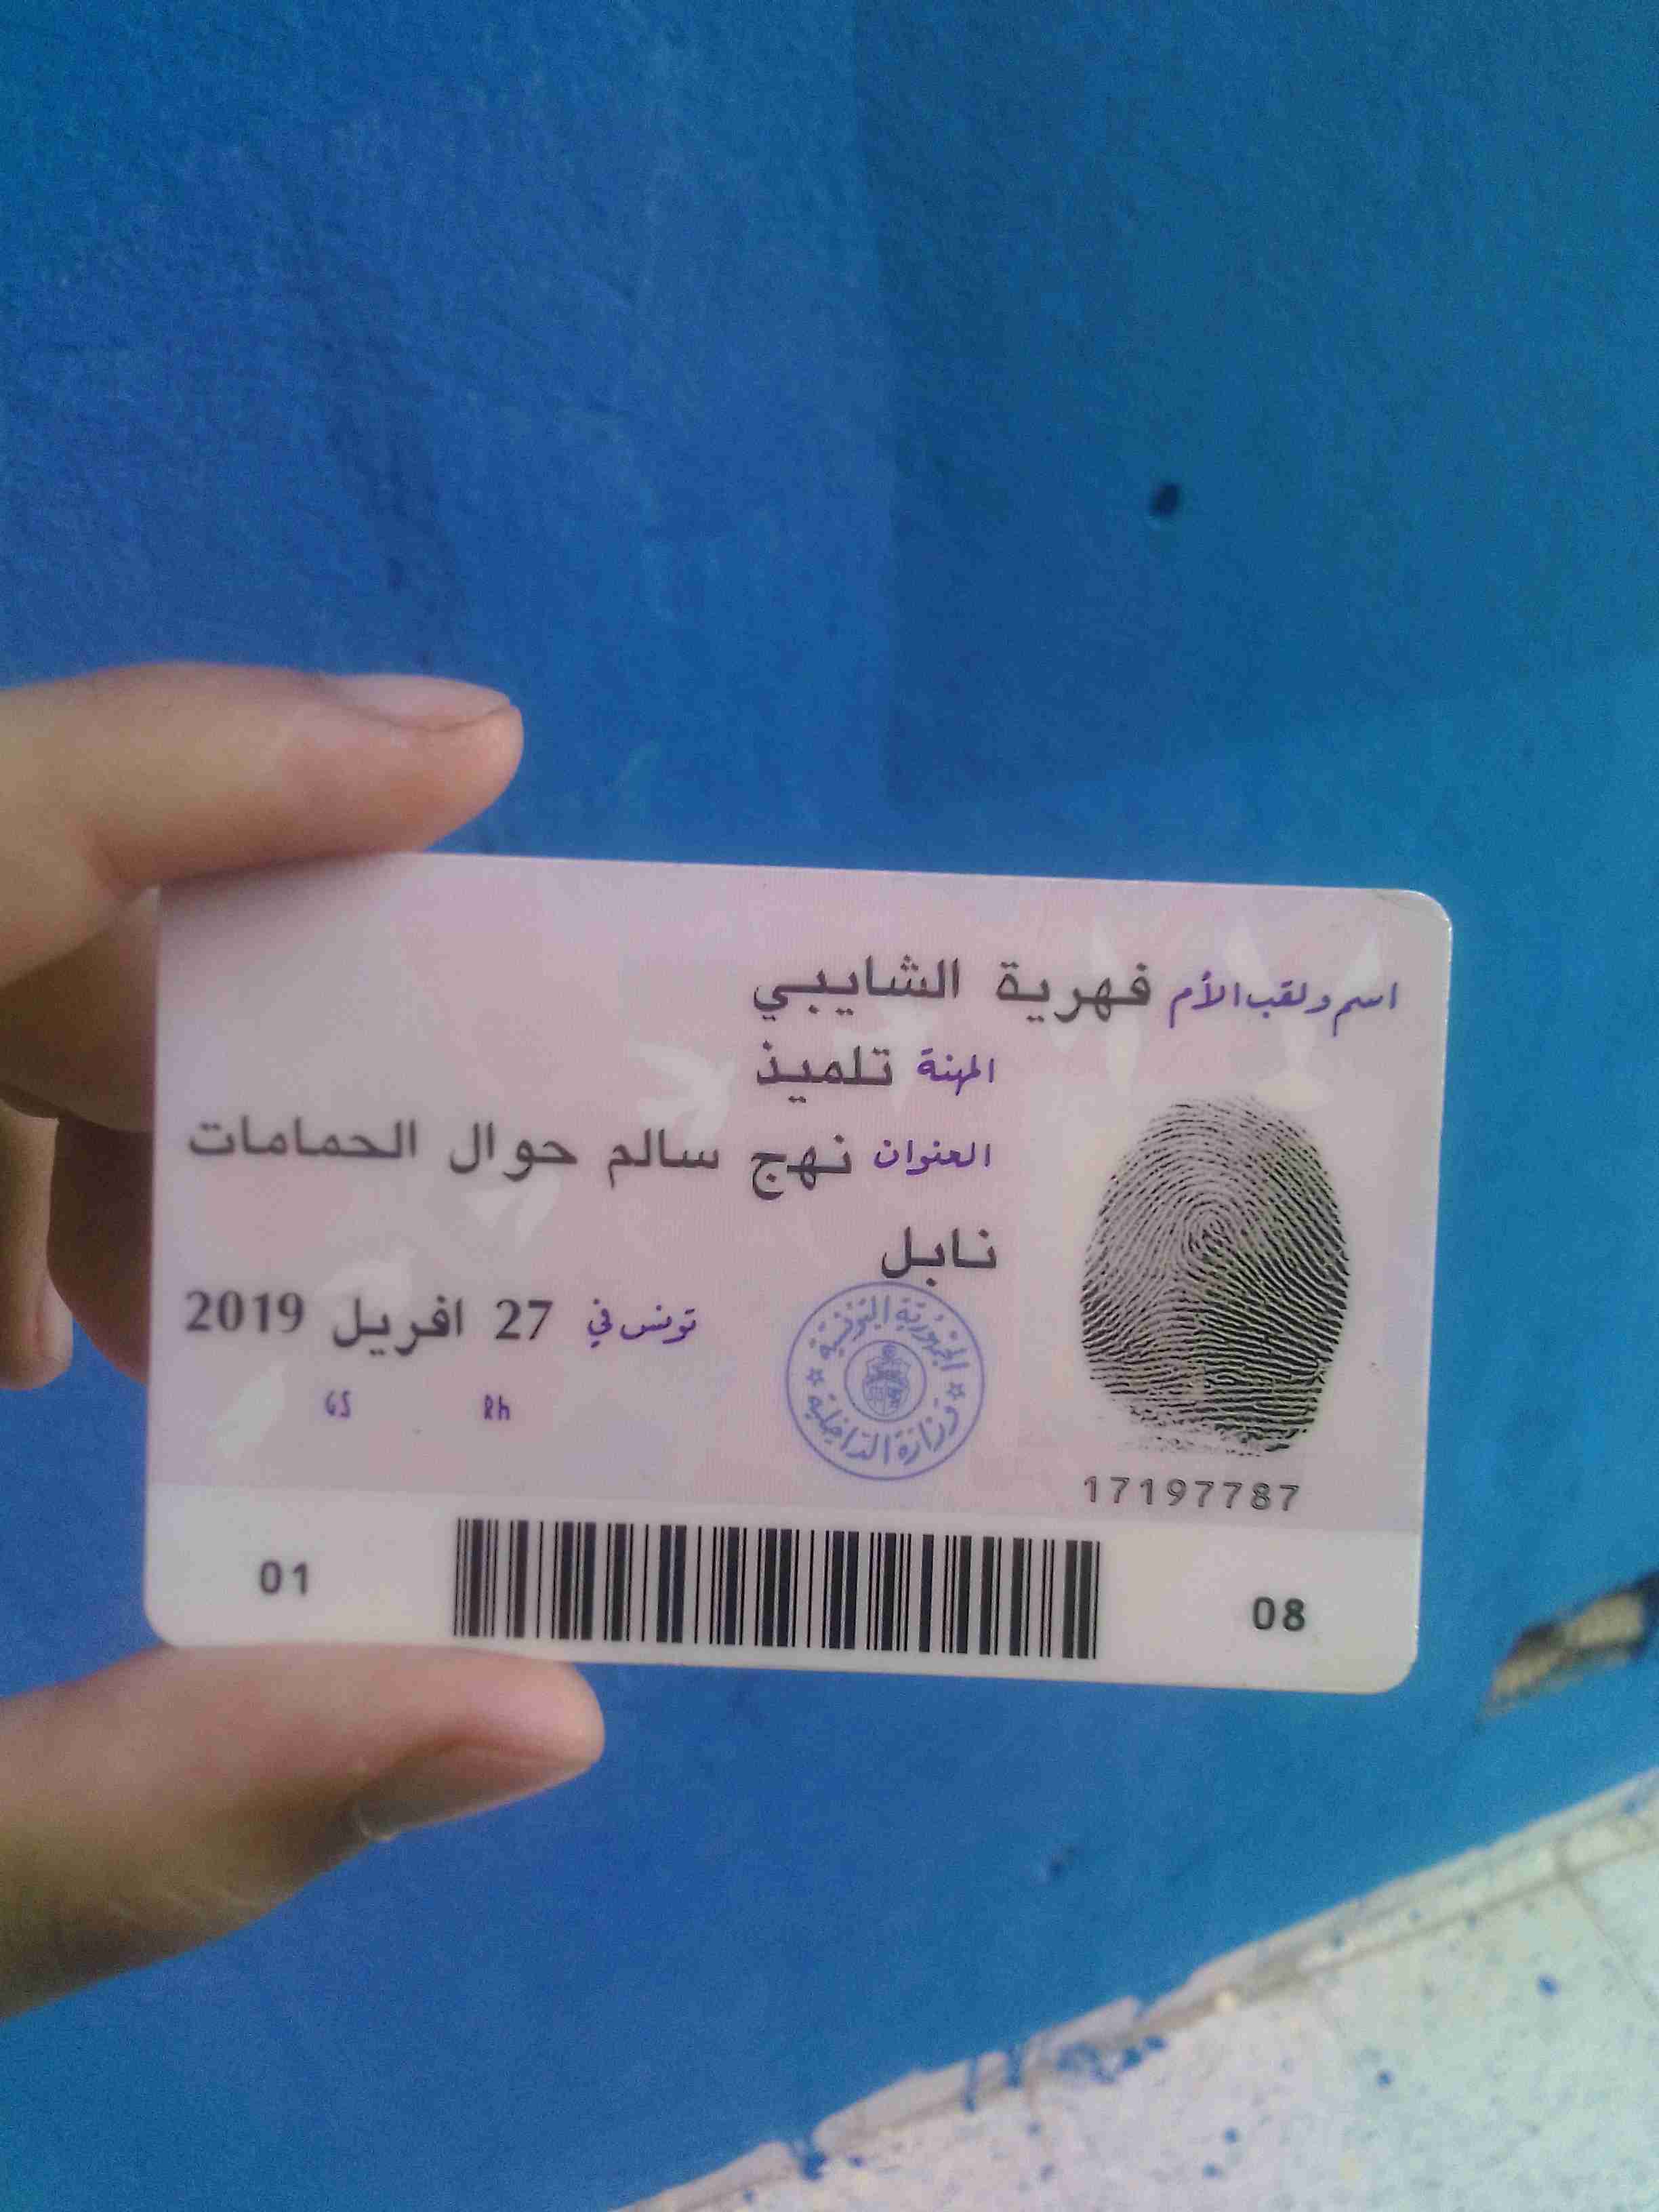 اسم ولقب الأم فهرية الشايبي
المهنة تلميذ
العنوان نهج سالم حوال الحمامات
نابل
تونس في 27 افريل 2019
GS Rh
الجمهورية التونسية
وزارة الداخلية
17197787
01 08